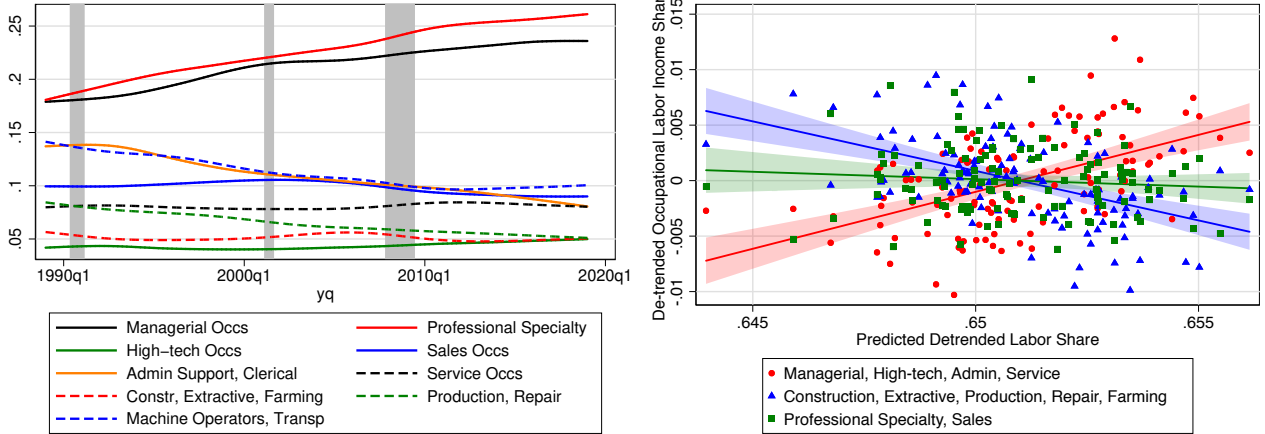 .25
.2
.15
.1
.05
1990q1 2000q1 2010q1 2020q1
yq
Managerial Occs Professional Specialty
High-tech Occs Sales Occs
Admin Support, Clerical Service Occs
Constr, Extractive, Farming Production, Repair
Machine Operators, Transp
De-trended Occupational Labor Income Share
.015
.01
.005
0
-.005
-.01
.645 .65 .655
Predicted Detrended Labor Share
Managerial, High-tech, Admin, Service
Construction, Extractive, Production, Repair, Farming
Professional Specialty, Sales